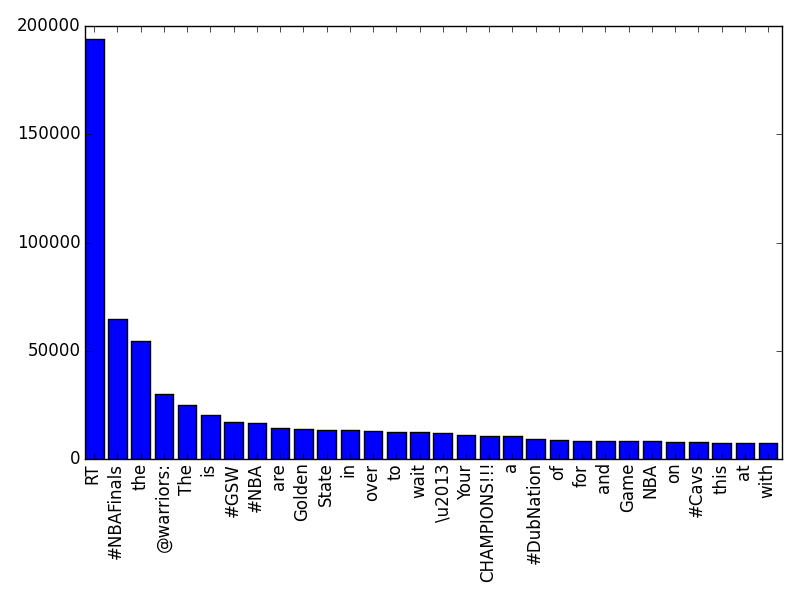 200000
150000
100000
50000
0
RT
#NBAFinals
the
@warriors:
The
is
#GSW
#NBA
are
Golden
State
in
over
to
wait
\u2013
Your
CHAMPIONS!!!
a
#DubNation
of
for
and
Game
NBA
on
#Cavs
this
at
with